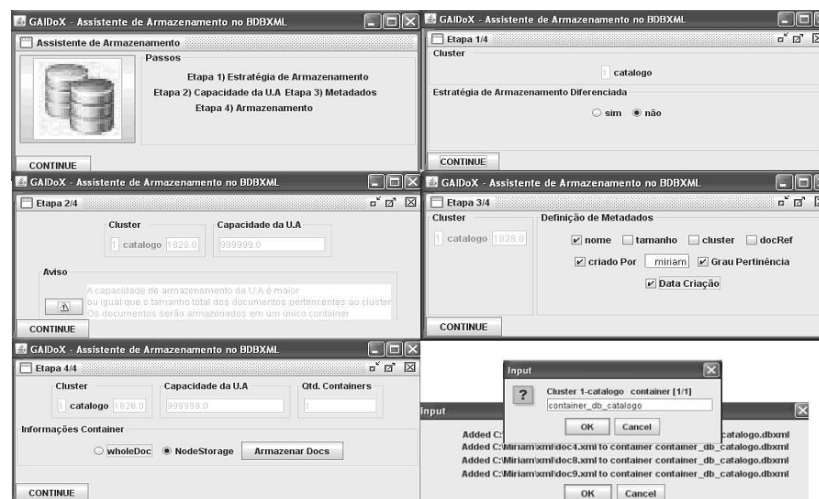 GAIDoX - Assistente de Armazenamento no BDBXML
Assistente de Armazenamento
Passos
Etapa 1) Estratégia de Armazenamento
Etapa 2) Capacidade da U.A Etapa 3) Metadados
Etapa 4) Armazenamento
CONTINUE
GAIDoX - Assistente de Armazenamento no BDBXML
Etapa 1/4
Cluster
1 catalogo
Estratégia de Armazenamento Diferenciada
sim não
CONTINUE
GAIDoX - Assistente de Armazenamento no BDBXML
Etapa 2/4
Cluster Capacidade da U.A
1 catalogo 1828.0 999999.0
Aviso
A capacidade de armazenamento da U.A é maior
ou igual que o tamanho total dos documentos pertencentes ao cluster
Os documentos serão armazenados em um único container
CONTINUE
GAIDoX - Assistente de Armazenamento no BDBXML
Etapa 3/4
Cluster
1 catalogo 1828.0
Definição de Metadados
nome tamanho cluster docRef
criado Por miriam Grau Pertinência
Data Criação
CONTINUE
GAIDoX - Assistente de Armazenamento no BDBXML
Etapa 4/4
Cluster Capacidade da U.A Qtd. Containers
1 catalogo 1828.0 999999.0 1
Informações Container
wholeDoc NodeStorage Armazenar Docs
CONTINUE
Input
Cluster 1-catalogo container [1/1]
container_db_catalogo
OK Cancel
Input
Added C: catalogo.dbxml
Added C:\Miriam\xml\doc4.xml to container container_db_catalogo.dbxml
Added C:\Miriam\xml\doc8.xml to container container_db_catalogo.dbxml
Added C:\Miriam\xml\doc9.xml to container container_db_catalogo.dbxml
OK Cancel